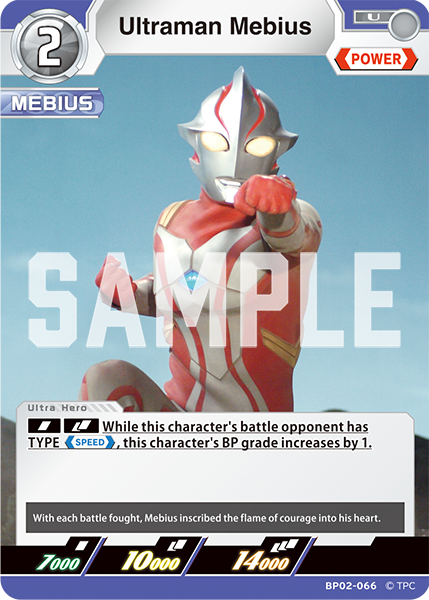 2
Ultraman Mebius
U
POWER
MEBIUS
SAMPLE
Ultra Hero
While this character's battle opponent has
TYPE SPEED, this character's BP grade increases by 1.
With each battle fought, Mebius inscribed the flame of courage into his heart.
7000 10000 14000
BP02-066 © TPC